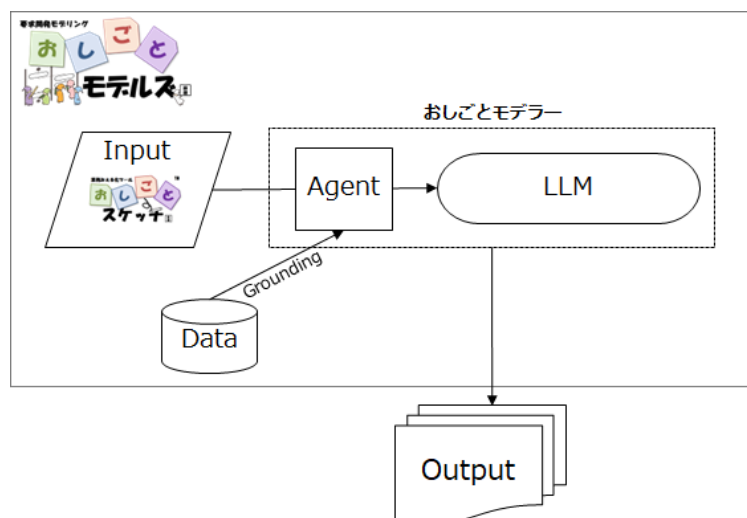 要求開発モデリング
おしごと
モデルズ
おしごとモデラー
Input
おしごと
スケッチ
Agent
LLM
Grounding
Data
Output